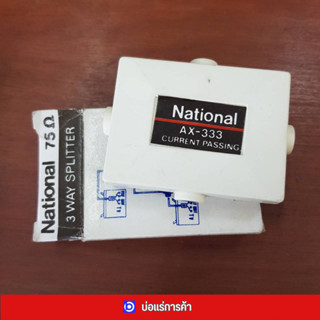 National
AX-333
CURRENT PASSING
National 75 Ω
3 WAY SPLITTER
บ่อแร่การค้า